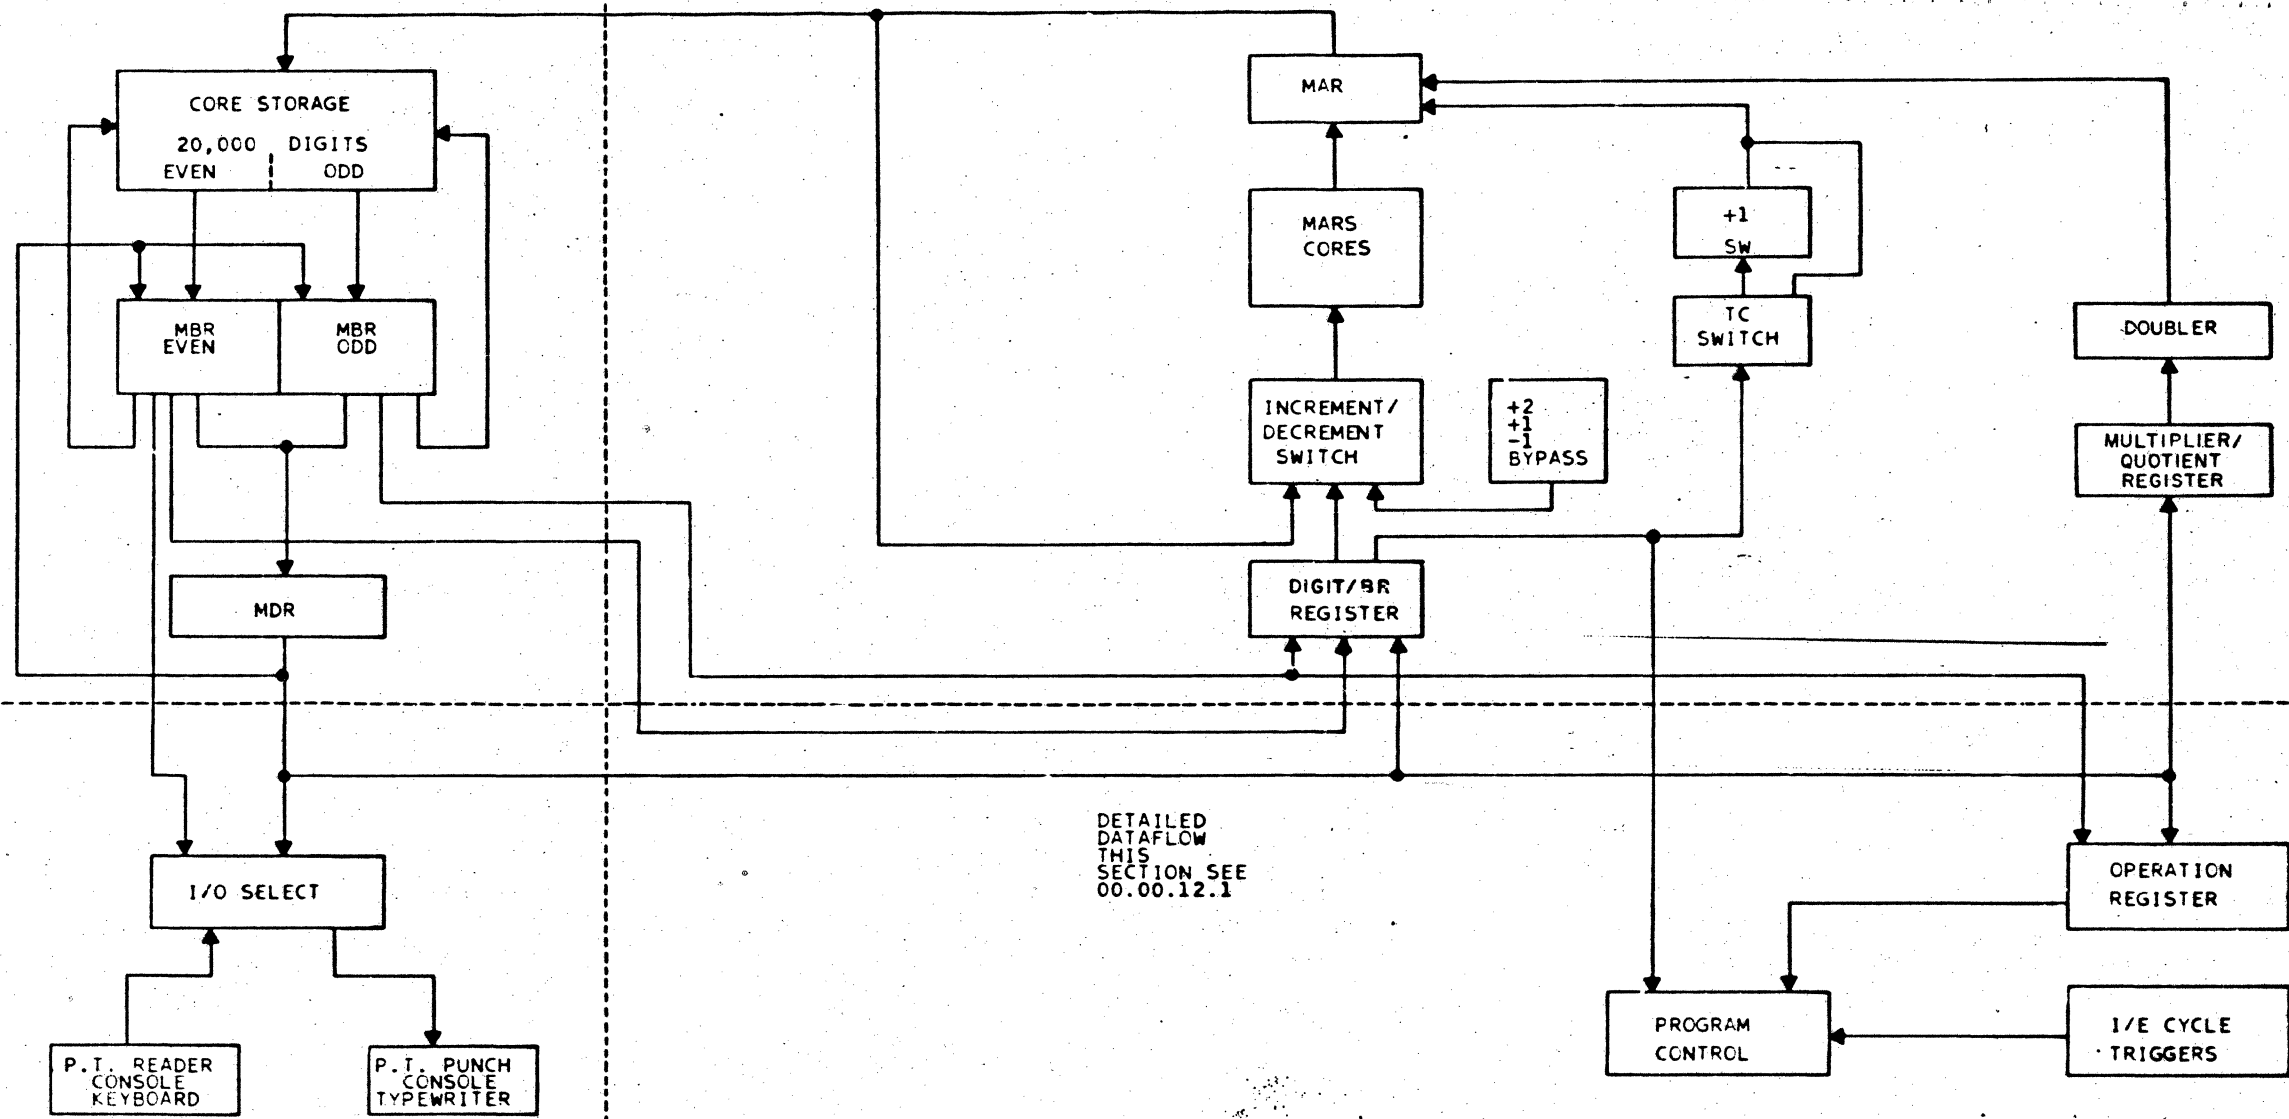 CORE STORAGE
20,000 DIGITS
EVEN ODD
MBR
EVEN
MBR
ODD
MDR
I/O SELECT
P.T. READER
CONSOLE
KEYBOARD
P.T. PUNCH
CONSOLE
TYPEWRITER
MAR
MARS
CORES
INCREMENT/
DECREMENT
SWITCH
+2
+1
-1
BYPASS
DIGIT/BR
REGISTER
+1
SW
TC
SWITCH
DOUBLER
MULTIPLIER/
QUOTIENT
REGISTER
DETAILED
DATAFLOW
THIS
SECTION SEE
00.00.12.1
OPERATION
REGISTER
PROGRAM
CONTROL
I/E CYCLE
TRIGGERS